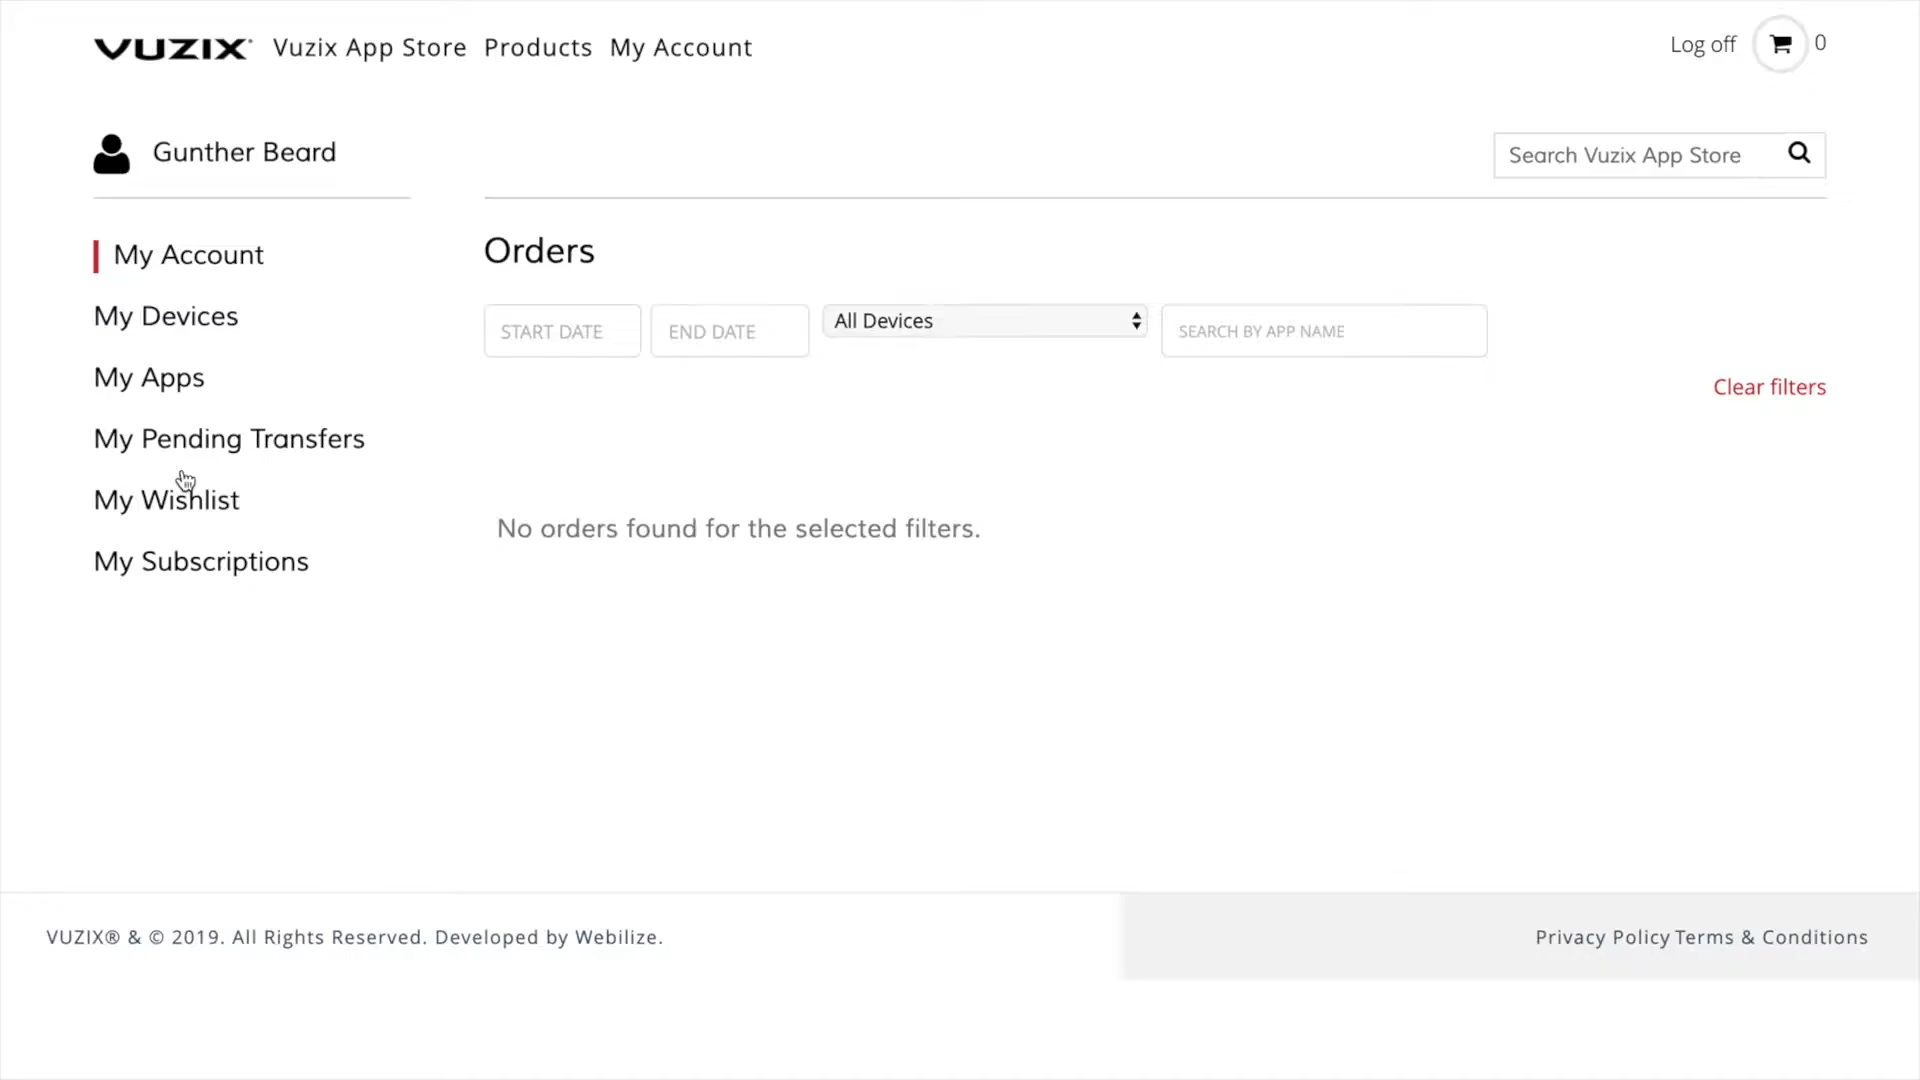 VUZIX Vuzix App Store Products My Account Log off 0
Gunther Beard
Search Vuzix App Store
My Account
My Devices
My Apps
My Pending Transfers
My Wishlist
My Subscriptions
Orders
START DATE END DATE All Devices SEARCH BY APP NAME
Clear filters
No orders found for the selected filters.
VUZIX® & © 2019. All Rights Reserved. Developed by Webilize.
Privacy Policy Terms & Conditions